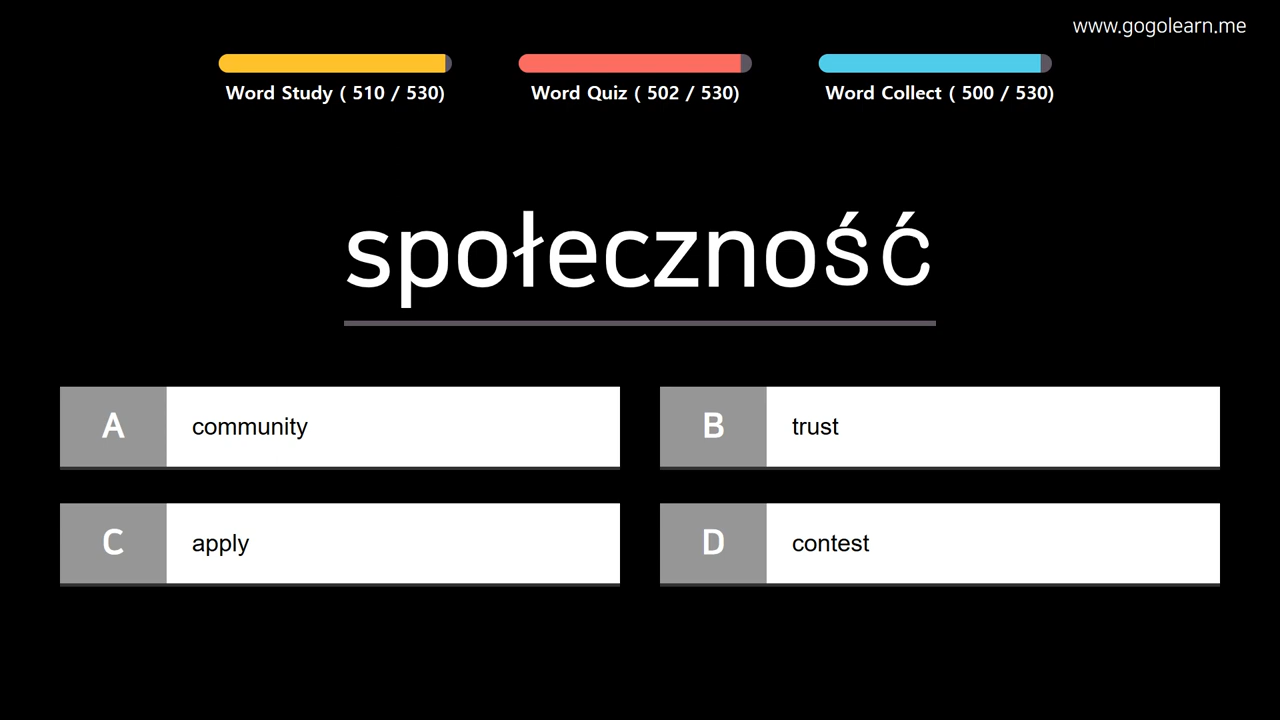 www.gogolearn.me
Word Study ( 510 / 530)
Word Quiz ( 502 / 530)
Word Collect ( 500 / 530)
społeczność
A community
B trust
C apply
D contest